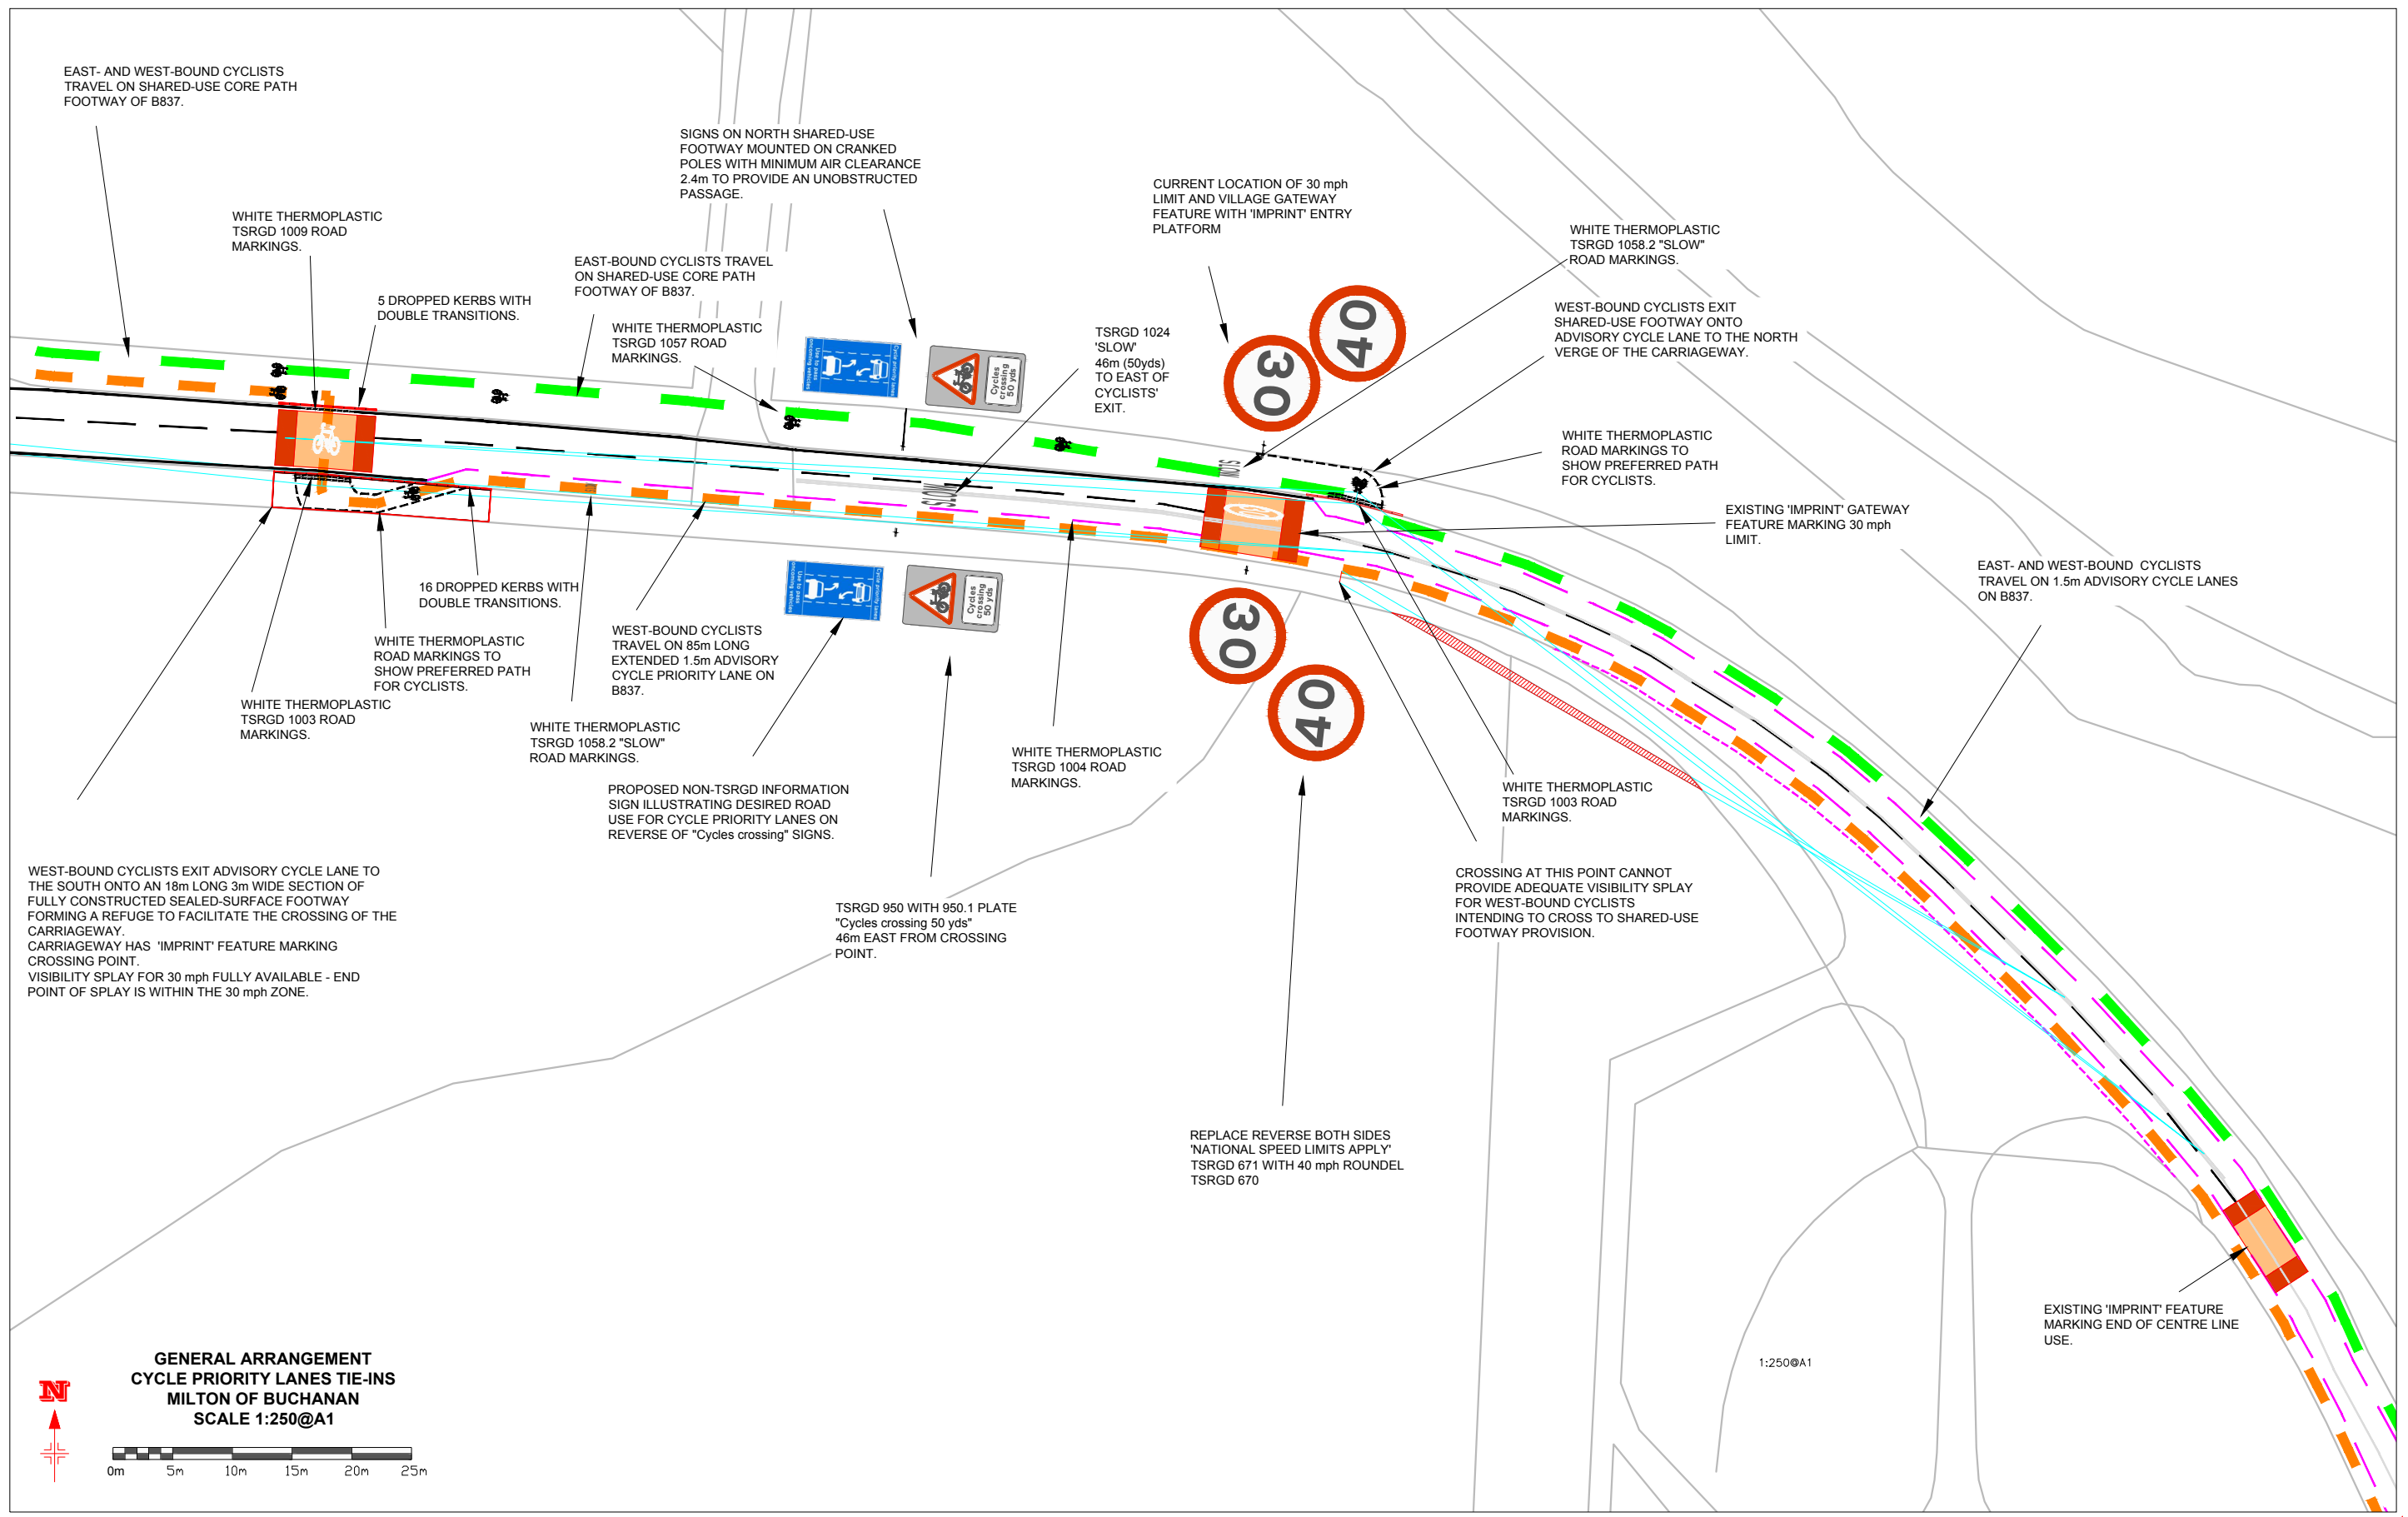 EAST- AND WEST-BOUND CYCLISTS
TRAVEL ON SHARED-USE CORE PATH
FOOTWAY OF B837.
SIGNS ON NORTH SHARED-USE
FOOTWAY MOUNTED ON CRANKED
POLES WITH MINIMUM AIR CLEARANCE
2.4m TO PROVIDE AN UNOBSTRUCTED
PASSAGE.
CURRENT LOCATION OF 30 mph
LIMIT AND VILLAGE GATEWAY
FEATURE WITH 'IMPRINT' ENTRY
PLATFORM
WHITE THERMOPLASTIC
TSRGD 1009 ROAD
MARKINGS.
WHITE THERMOPLASTIC
TSRGD 1058.2 "SLOW"
ROAD MARKINGS.
EAST-BOUND CYCLISTS TRAVEL
ON SHARED-USE CORE PATH
FOOTWAY OF B837.
5 DROPPED KERBS WITH
DOUBLE TRANSITIONS.
WEST-BOUND CYCLISTS EXIT
SHARED-USE FOOTWAY ONTO
ADVISORY CYCLE LANE TO THE NORTH
VERGE OF THE CARRIAGEWAY.
WHITE THERMOPLASTIC
TSRGD 1057 ROAD
MARKINGS.
TSRGD 1024
'SLOW'
46m (50yds)
TO EAST OF
CYCLISTS'
EXIT.
Cycle priority lanes
Use to pass
oncoming vehicles
Cycles
crossing
50 yds
30
40
WHITE THERMOPLASTIC
ROAD MARKINGS TO
SHOW PREFERRED PATH
FOR CYCLISTS.
SLOW
SLOW
EXISTING 'IMPRINT' GATEWAY
FEATURE MARKING 30 mph
LIMIT.
EAST- AND WEST-BOUND CYCLISTS
TRAVEL ON 1.5m ADVISORY CYCLE LANES
ON B837.
Cycle priority lanes
Use to pass
oncoming vehicles
Cycles
crossing
50 yds
30
40
16 DROPPED KERBS WITH
DOUBLE TRANSITIONS.
WHITE THERMOPLASTIC
ROAD MARKINGS TO
SHOW PREFERRED PATH
FOR CYCLISTS.
WEST-BOUND CYCLISTS
TRAVEL ON 85m LONG
EXTENDED 1.5m ADVISORY
CYCLE PRIORITY LANE ON
B837.
WHITE THERMOPLASTIC
TSRGD 1003 ROAD
MARKINGS.
WHITE THERMOPLASTIC
TSRGD 1058.2 "SLOW"
ROAD MARKINGS.
WHITE THERMOPLASTIC
TSRGD 1004 ROAD
MARKINGS.
PROPOSED NON-TSRGD INFORMATION
SIGN ILLUSTRATING DESIRED ROAD
USE FOR CYCLE PRIORITY LANES ON
REVERSE OF "Cycles crossing" SIGNS.
WHITE THERMOPLASTIC
TSRGD 1003 ROAD
MARKINGS.
WEST-BOUND CYCLISTS EXIT ADVISORY CYCLE LANE TO
THE SOUTH ONTO AN 18m LONG 3m WIDE SECTION OF
FULLY CONSTRUCTED SEALED-SURFACE FOOTWAY
FORMING A REFUGE TO FACILITATE THE CROSSING OF THE
CARRIAGEWAY.
CARRIAGEWAY HAS 'IMPRINT' FEATURE MARKING
CROSSING POINT.
VISIBILITY SPLAY FOR 30 mph FULLY AVAILABLE - END
POINT OF SPLAY IS WITHIN THE 30 mph ZONE.
TSRGD 950 WITH 950.1 PLATE
"Cycles crossing 50 yds"
46m EAST FROM CROSSING
POINT.
CROSSING AT THIS POINT CANNOT
PROVIDE ADEQUATE VISIBILITY SPLAY
FOR WEST-BOUND CYCLISTS
INTENDING TO CROSS TO SHARED-USE
FOOTWAY PROVISION.
REPLACE REVERSE BOTH SIDES
'NATIONAL SPEED LIMITS APPLY'
TSRGD 671 WITH 40 mph ROUNDEL
TSRGD 670
EXISTING 'IMPRINT' FEATURE
MARKING END OF CENTRE LINE
USE.
1:250@A1
GENERAL ARRANGEMENT
CYCLE PRIORITY LANES TIE-INS
MILTON OF BUCHANAN
SCALE 1:250@A1
N
0m 5m 10m 15m 20m 25m